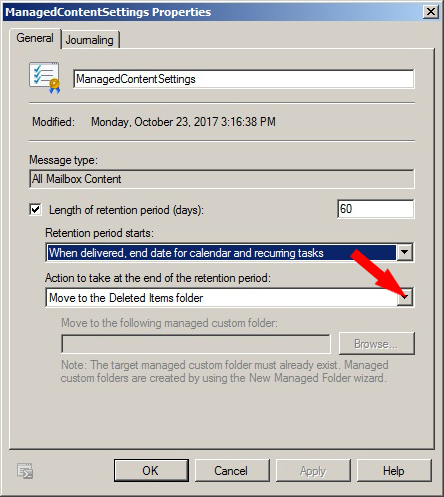 ManagedContentSettings Properties
General
Journaling
ManagedContentSettings
Modified: Monday, October 23, 2017 3:16:38 PM
Message type:
All Mailbox Content
Length of retention period (days): 60
Retention period starts:
When delivered, end date for calendar and recurring tasks
Action to take at the end of the retention period:
Move to the Deleted Items folder
Move to the following managed custom folder:
Browse...
Note: The target managed custom folder must already exist. Managed
custom folders are created by using the New Managed Folder wizard.
OK
Cancel
Apply
Help